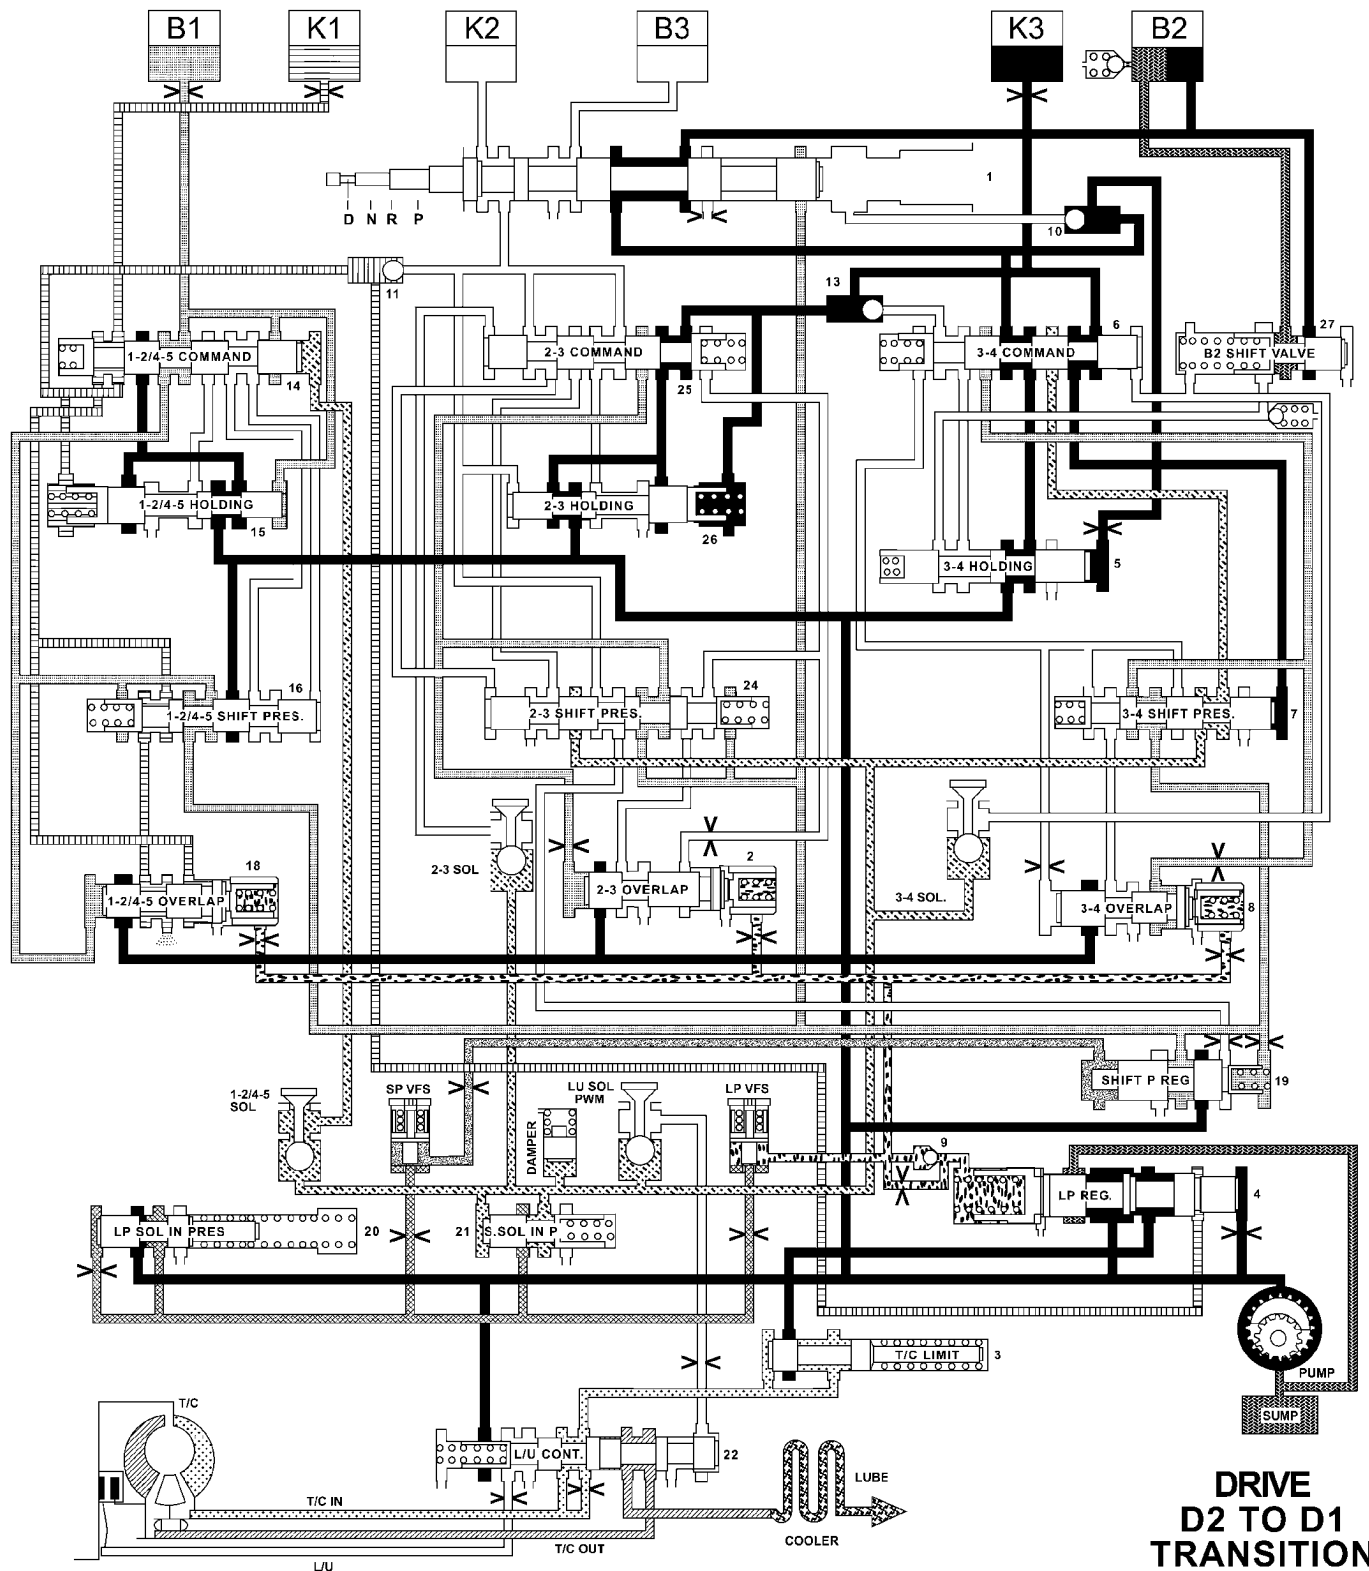 B1
K1
K2
B3
K3
B2
1
D N R P
10
11
13
6
27
1-2/4-5 COMMAND
2-3 COMMAND
3-4 COMMAND
B2 SHIFT VALVE
14
25
1-2/4-5 HOLDING
2-3 HOLDING
15
26
3-4 HOLDING
5
16
24
1-2/4-5 SHIFT PRES.
2-3 SHIFT PRES.
3-4 SHIFT PRES.
7
2-3 SOL
18
2
1-2/4-5 OVERLAP
2-3 OVERLAP
3-4 SOL.
3-4 OVERLAP
8
1-2/4-5
SOL
SP VFS
LU SOL
PWM
LP VFS
SHIFT P REG
19
DAMPER
9
LP REG.
4
LP SOL IN PRES
20
21
S.SOL IN P
T/C LIMIT
3
PUMP
SUMP
T/C
L/U CONT.
22
T/C IN
LUBE
T/C OUT
COOLER
L/U
DRIVE
D2 TO D1
TRANSITION